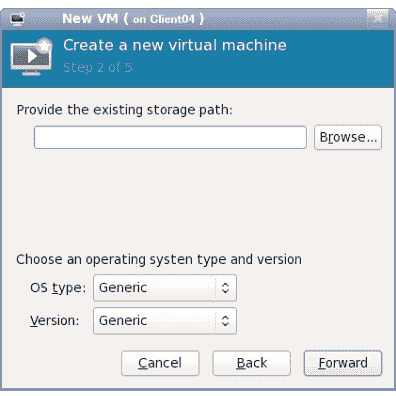 New VM ( on Client04 )
Create a new virtual machine
Step 2 of 5
Provide the existing storage path:
Browse...
Choose an operating systen type and version
OS type: Generic
Version: Generic
Cancel Back Forward